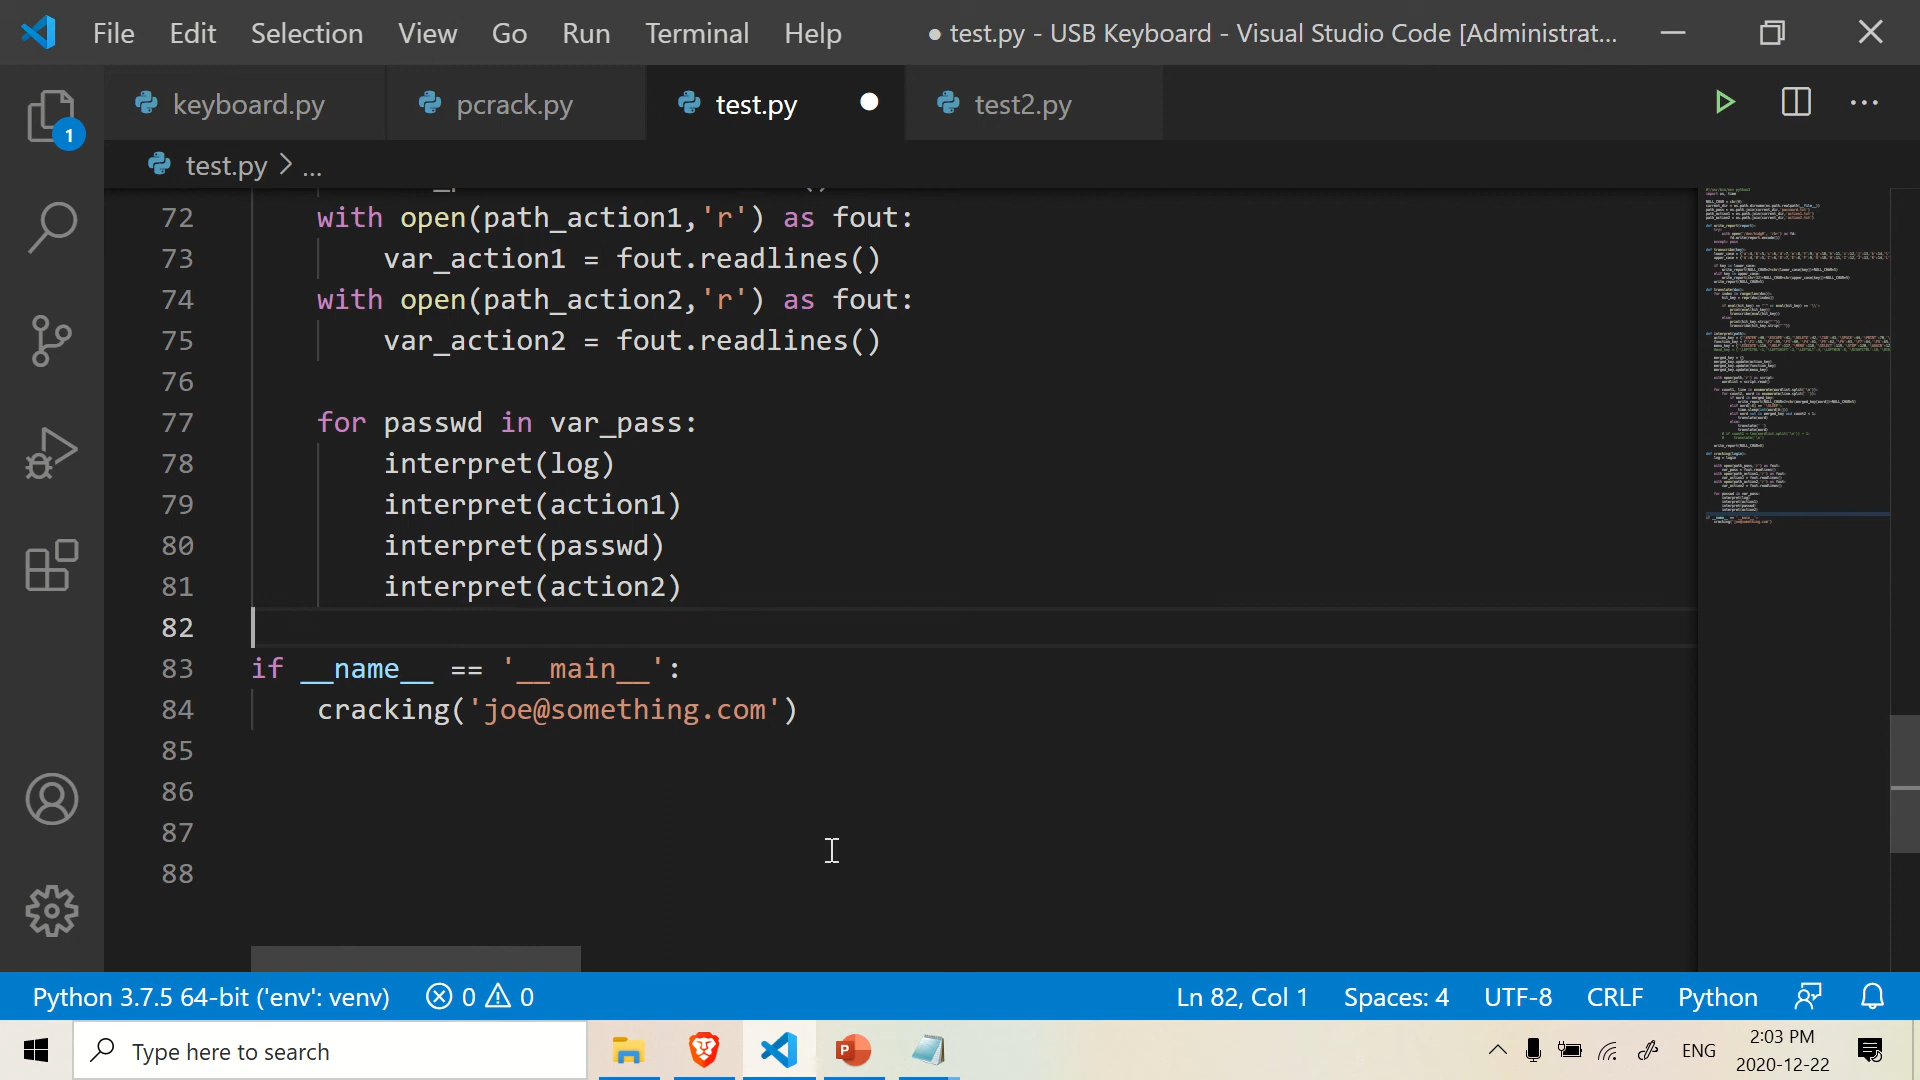 File Edit Selection View Go Run Terminal Help ● test.py - USB Keyboard - Visual Studio Code [Administrat...
keyboard.py pcrack.py test.py test2.py
1
test.py > ...
72 with open(path_action1,'r') as fout:
73 var_action1 = fout.readlines()
74 with open(path_action2,'r') as fout:
75 var_action2 = fout.readlines()
76
77 for passwd in var_pass:
78 interpret(log)
79 interpret(action1)
80 interpret(passwd)
81 interpret(action2)
82
83 if __name__ == '__main__':
84 cracking('joe@something.com')
85
86
87
88
Python 3.7.5 64-bit ('env': venv) 0 0 Ln 82, Col 1 Spaces: 4 UTF-8 CRLF Python
Type here to search ENG 2:03 PM
2020-12-22